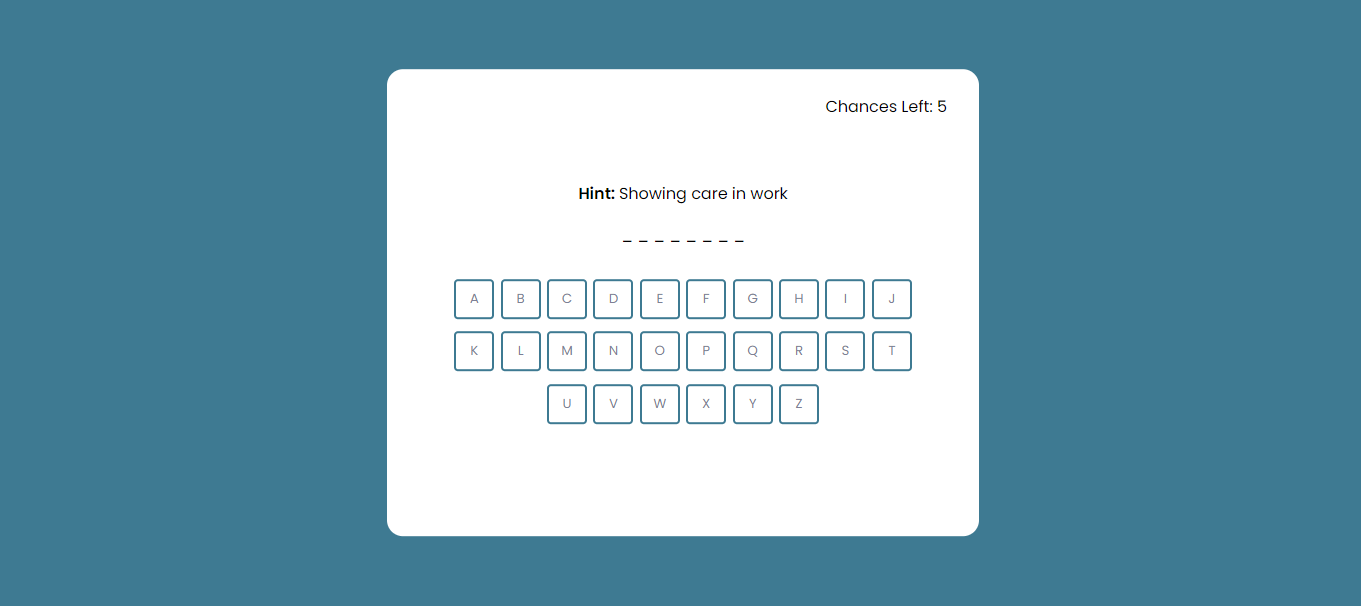 Chances Left: 5
Hint: Showing care in work
_ _ _ _ _ _ _ _
A B C D E F G H I J
K L M N O P Q R S T
U V W X Y Z